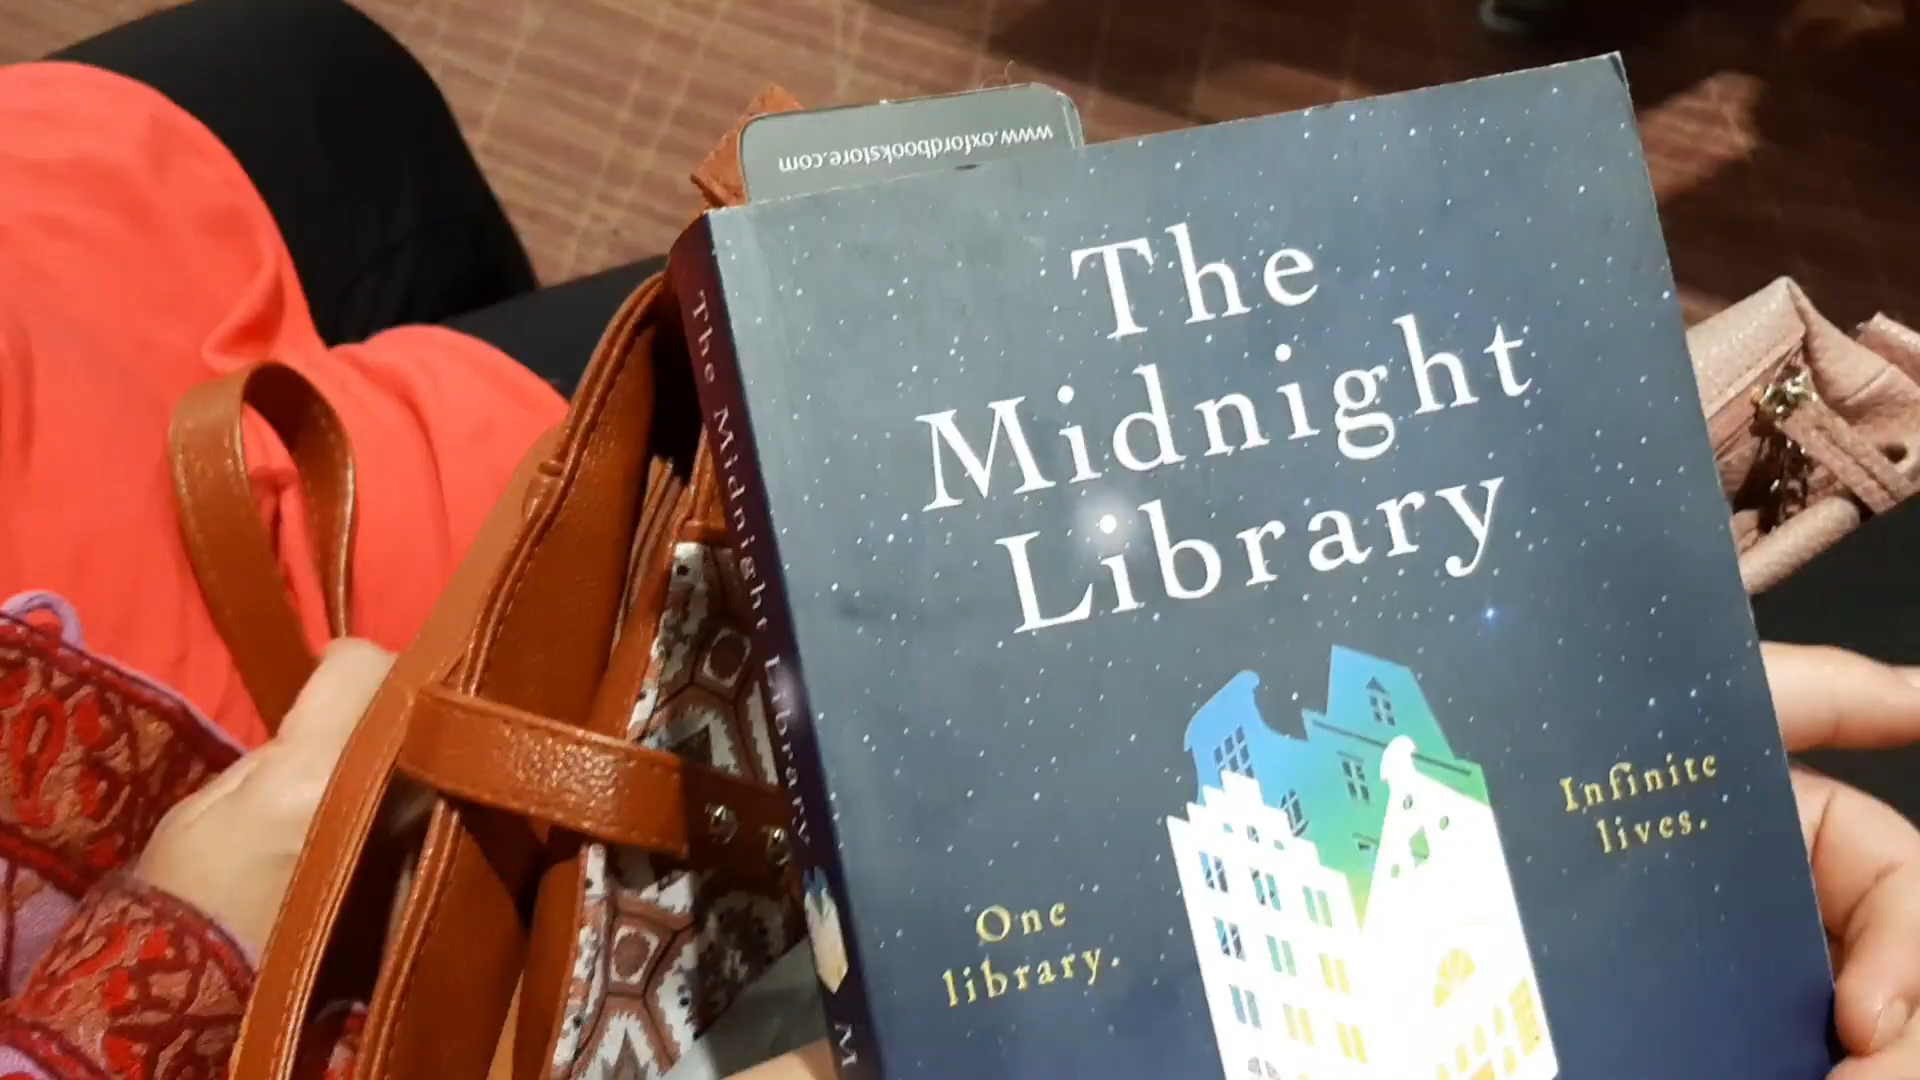 www.oxfordbookstore.com
The
Midnight
Library
Infinite
lives.
One
library.
The Midnight Library M